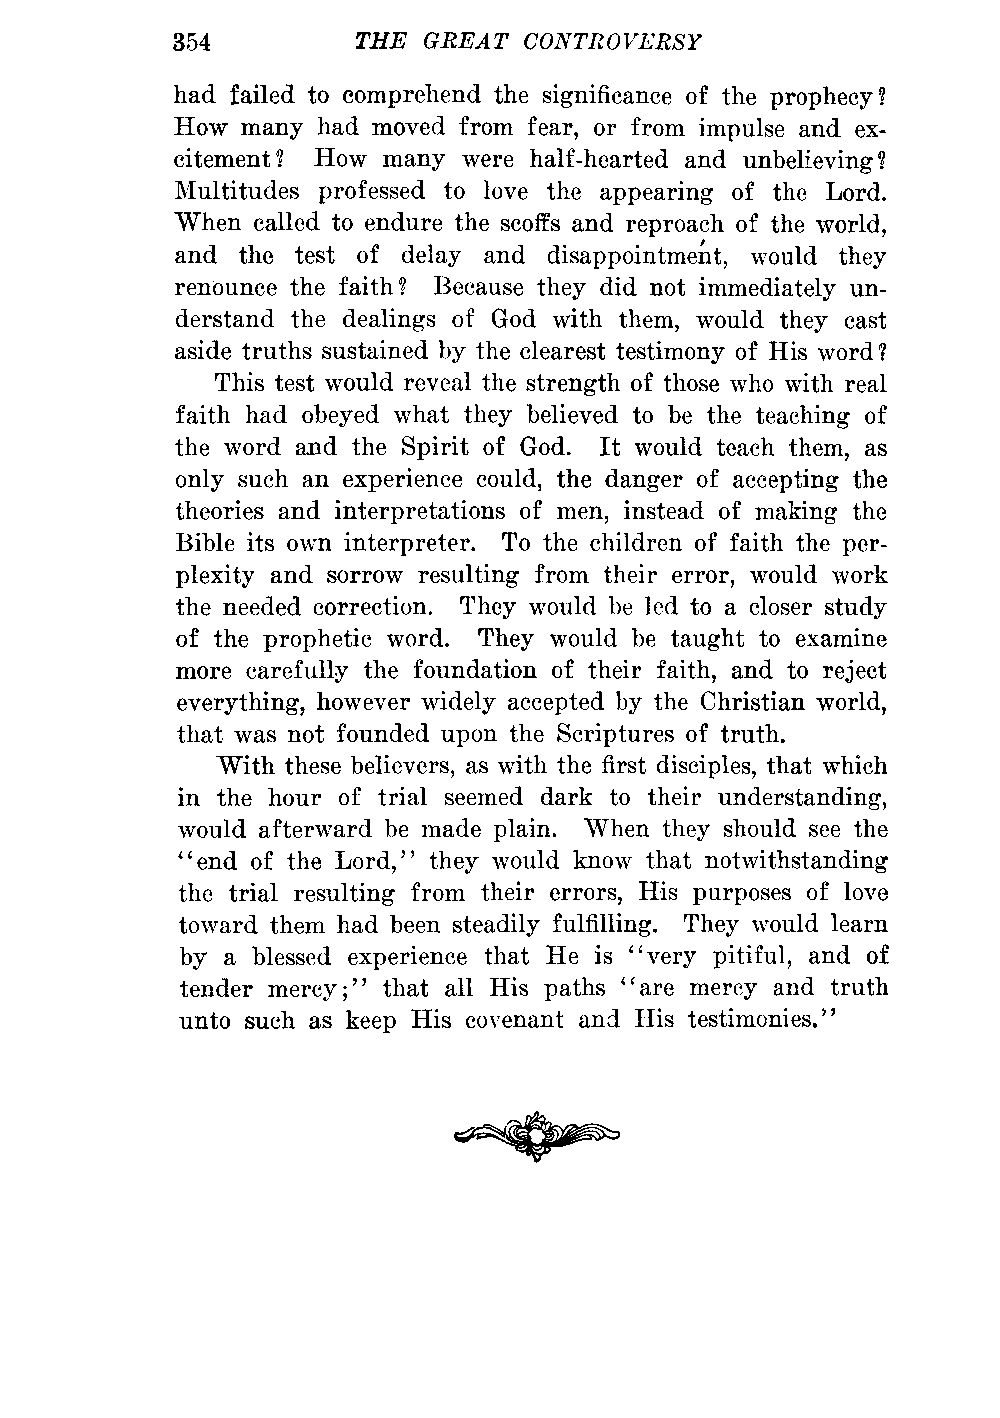 354 THE GREAT CONTROVERSY
had failed to comprehend the significance of the prophecy?
How many had moved from fear, or from impulse and ex-
citement? How many were half-hearted and unbelieving?
Multitudes professed to love the appearing of the Lord.
When called to endure the scoffs and reproach of the world,
and the test of delay and disappointment, would they
renounce the faith? Because they did not immediately un-
derstand the dealings of God with them, would they cast
aside truths sustained by the clearest testimony of His word?
This test would reveal the strength of those who with real
faith had obeyed what they believed to be the teaching of
the word and the Spirit of God. It would teach them, as
only such an experience could, the danger of accepting the
theories and interpretations of men, instead of making the
Bible its own interpreter. To the children of faith the per-
plexity and sorrow resulting from their error, would work
the needed correction. They would be led to a closer study
of the prophetic word. They would be taught to examine
more carefully the foundation of their faith, and to reject
everything, however widely accepted by the Christian world,
that was not founded upon the Scriptures of truth.
With these believers, as with the first disciples, that which
in the hour of trial seemed dark to their understanding,
would afterward be made plain. When they should see the
“end of the Lord,” they would know that notwithstanding
the trial resulting from their errors, His purposes of love
toward them had been steadily fulfilling. They would learn
by a blessed experience that He is “very pitiful, and of
tender mercy;” that all His paths “are mercy and truth
unto such as keep His covenant and His testimonies.”